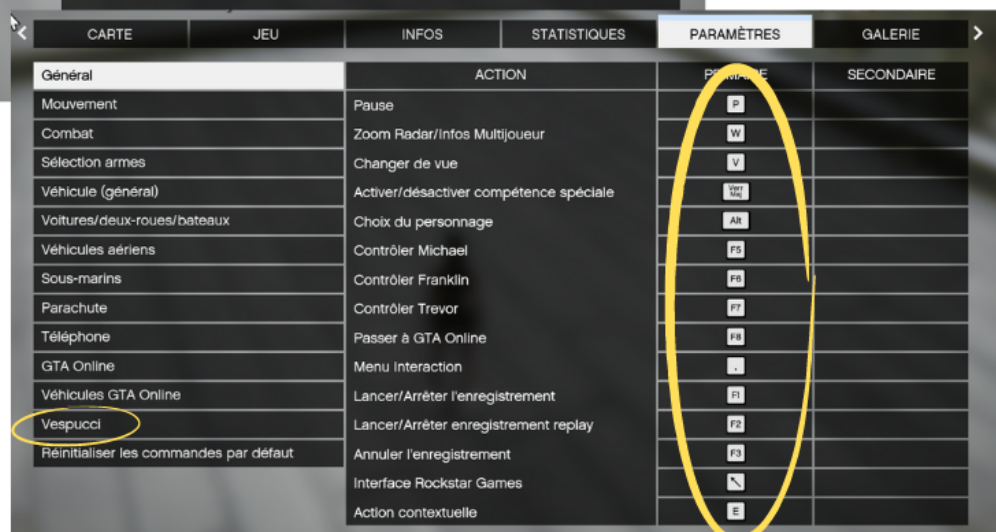 CARTE JEU INFOS STATISTIQUES PARAMÈTRES GALERIE
Général ACTION PRIMAIRE SECONDAIRE
Mouvement Pause P
Combat Zoom Radar/Infos Multijoueur W
Sélection armes Changer de vue V
Véhicule (général) Activer/désactiver compétence spéciale Verr Maj
Voitures/deux-roues/bateaux Choix du personnage Alt
Véhicules aériens Contrôler Michael F5
Sous-marins Contrôler Franklin F6
Parachute Contrôler Trevor F7
Téléphone Passer à GTA Online F8
GTA Online Menu Interaction .
Véhicules GTA Online Lancer/Arrêter l'enregistrement F1
Vespucci Lancer/Arrêter enregistrement replay F2
Réinitialiser les commandes par défaut Annuler l'enregistrement F3
Interface Rockstar Games ↖
Action contextuelle E